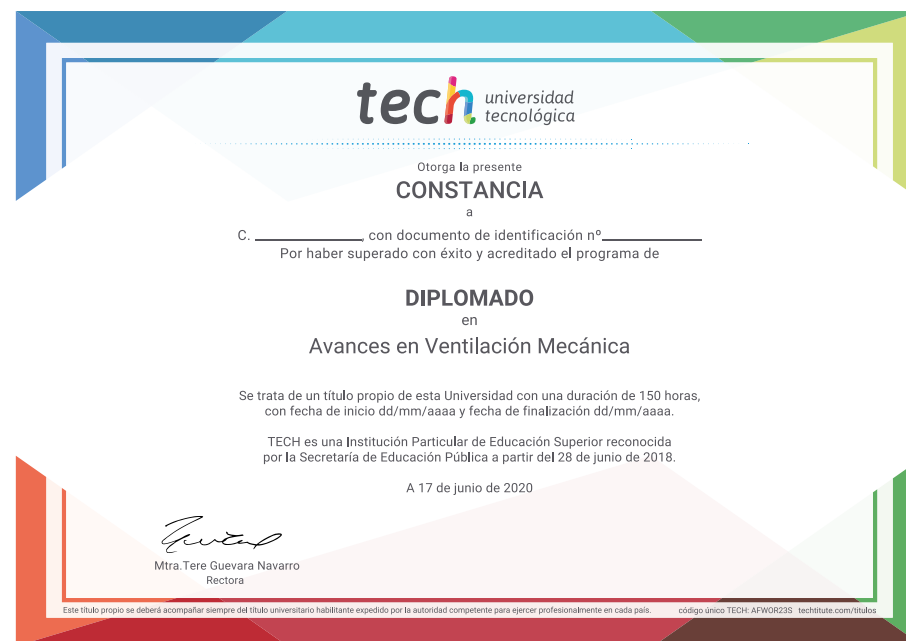 tech universidad
tecnológica
Otorga la presente
CONSTANCIA
a
C. ______________, con documento de identificación nº______________
Por haber superado con éxito y acreditado el programa de
DIPLOMADO
en
Avances en Ventilación Mecánica
Se trata de un título propio de esta Universidad con una duración de 150 horas,
con fecha de inicio dd/mm/aaaa y fecha de finalización dd/mm/aaaa.
TECH es una Institución Particular de Educación Superior reconocida
por la Secretaría de Educación Pública a partir del 28 de junio de 2018.
A 17 de junio de 2020
Mtra.Tere Guevara Navarro
Rectora
Este título propio se deberá acompañar siempre del título universitario habilitante expedido por la autoridad competente para ejercer profesionalmente en cada país. código único TECH: AFWOR23S techtitute.com/titulos